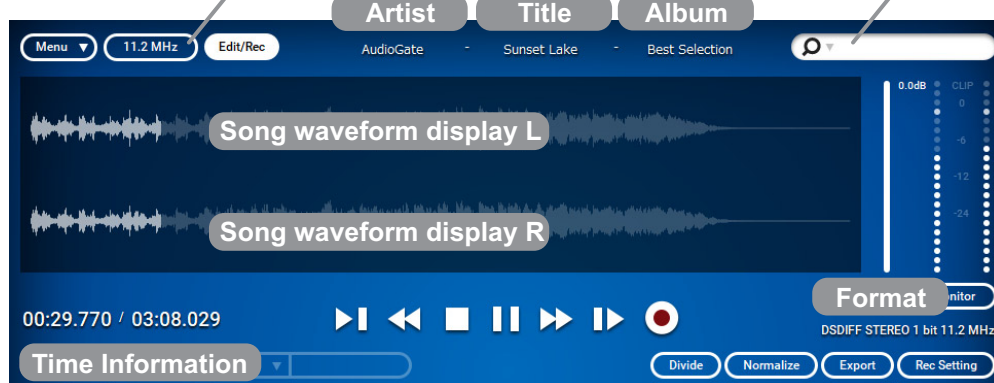 Artist Title Album
Menu ▼ 11.2 MHz Edit/Rec AudioGate - Sunset Lake - Best Selection
0.0dB CLIP
0
Song waveform display L
-6
-12
-24
Song waveform display R
Format nitor
00:29.770 / 03:08.029
DSDIFF STEREO 1 bit 11.2 MHz
Time Information
Divide Normalize Export Rec Setting